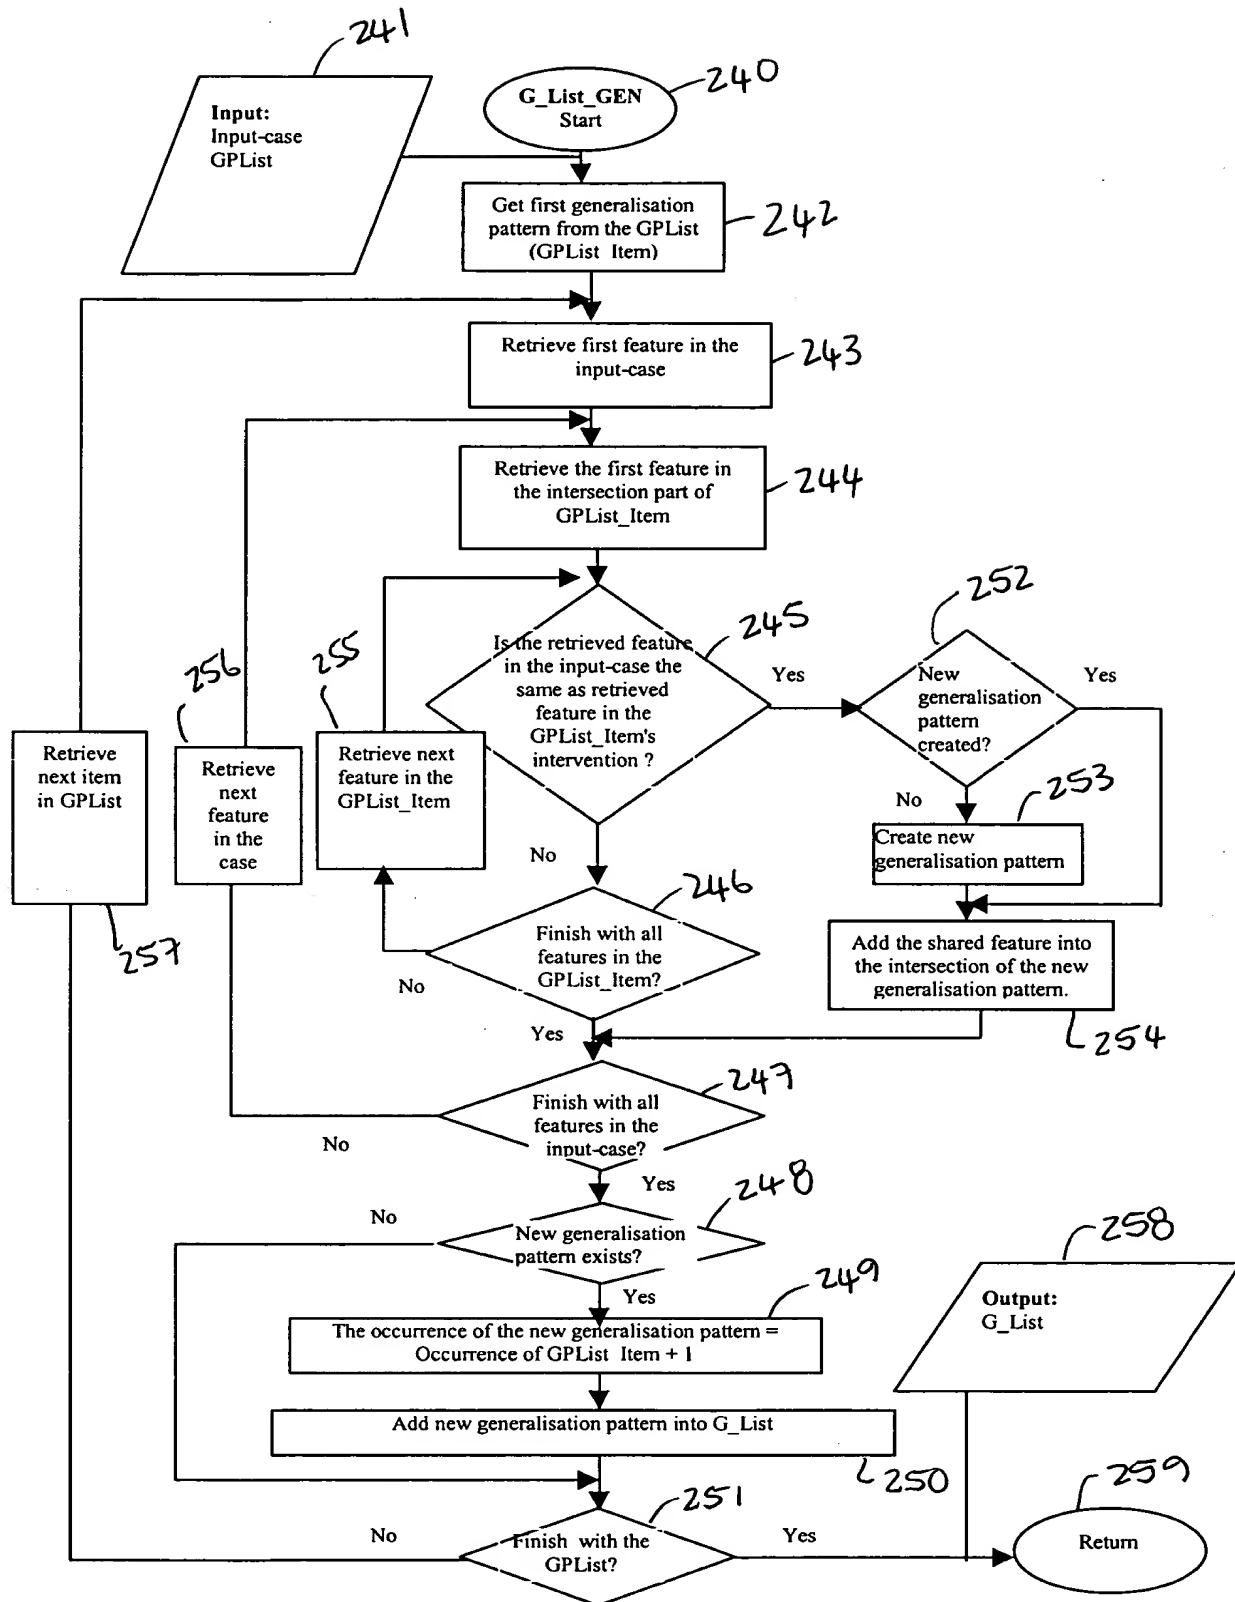 241
Input:
Input-case
GPList
G_List_GEN
Start
240
Get first generalisation
pattern from the GPList
(GPList_Item)
242
Retrieve first feature in the
input-case
243
Retrieve the first feature in
the intersection part of
GPList_Item
244
Is the retrieved feature
in the input-case the
same as retrieved
feature in the
GPList_Item's
intervention ?
245
Yes
252
New
generalisation
pattern
created?
Yes
No
253
Create new
generalisation pattern
Add the shared feature into
the intersection of the new
generalisation pattern.
254
255
Retrieve next
feature in the
GPList_Item
256
Retrieve
next
feature
in the
case
Retrieve
next item
in GPList
257
No
246
Finish with all
features in the
GPList_Item?
No
Yes
247
Finish with all
features in the
input-case?
No
Yes
248
No
New generalisation
pattern exists?
Yes
249
The occurrence of the new generalisation pattern =
Occurrence of GPList_Item + 1
Add new generalisation pattern into G_List
250
251
No
Finish with the
GPList?
Yes
258
Output:
G_List
259
Return